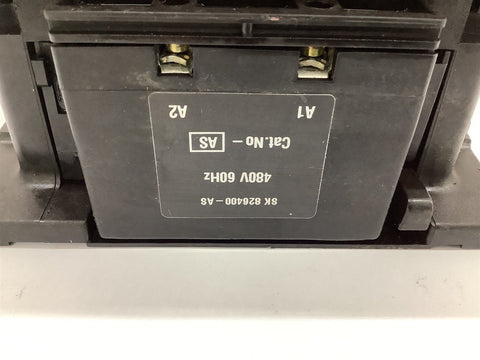 SK 826400-AS
480V 60Hz
Cat.No - AS
A1 A2